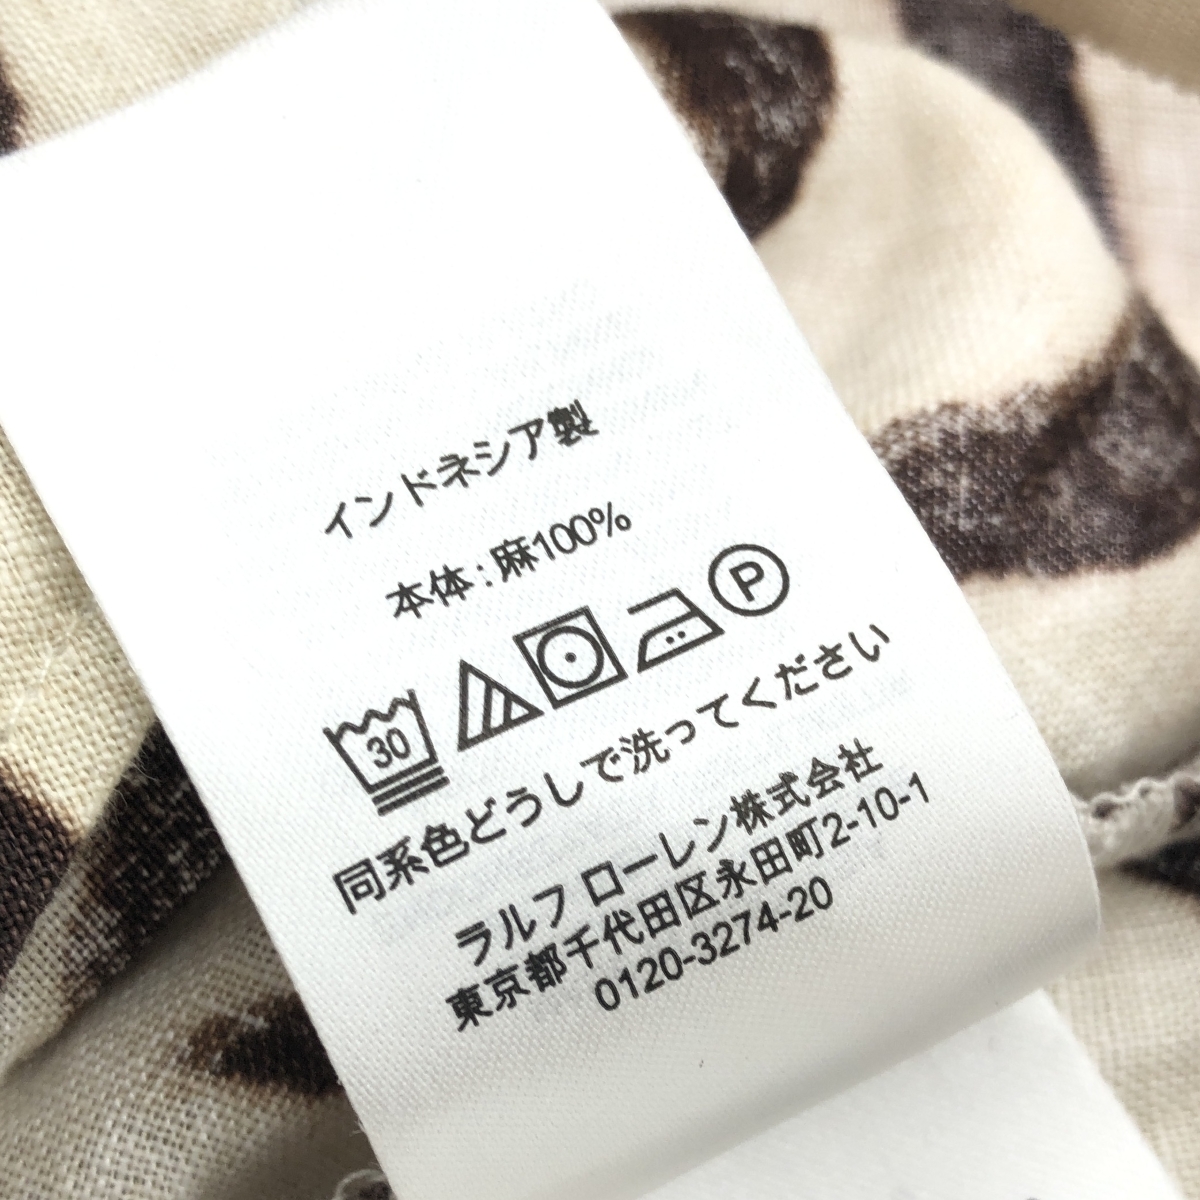 インドネシア製
本体:麻100%
30 P
同系色どうしで洗ってください
ラルフ ローレン株式会社
東京都千代田区永田町2-10-1
0120-3274-20